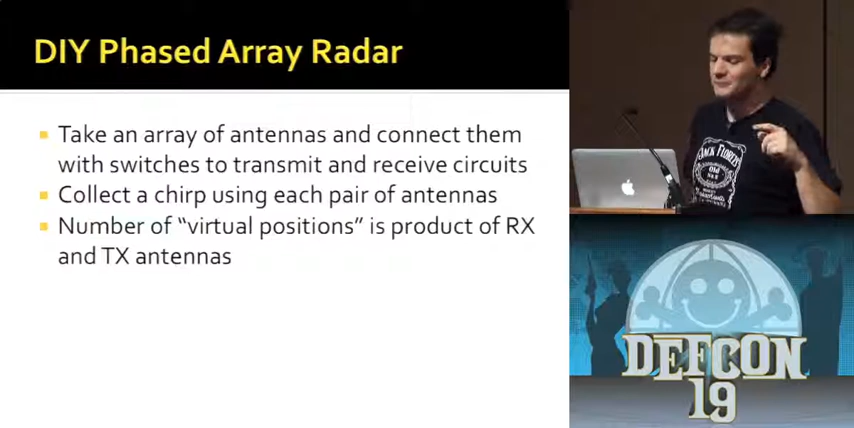 DIY Phased Array Radar
Take an array of antennas and connect them
with switches to transmit and receive circuits
Collect a chirp using each pair of antennas
Number of “virtual positions” is product of RX
and TX antennas
DEFCON
19